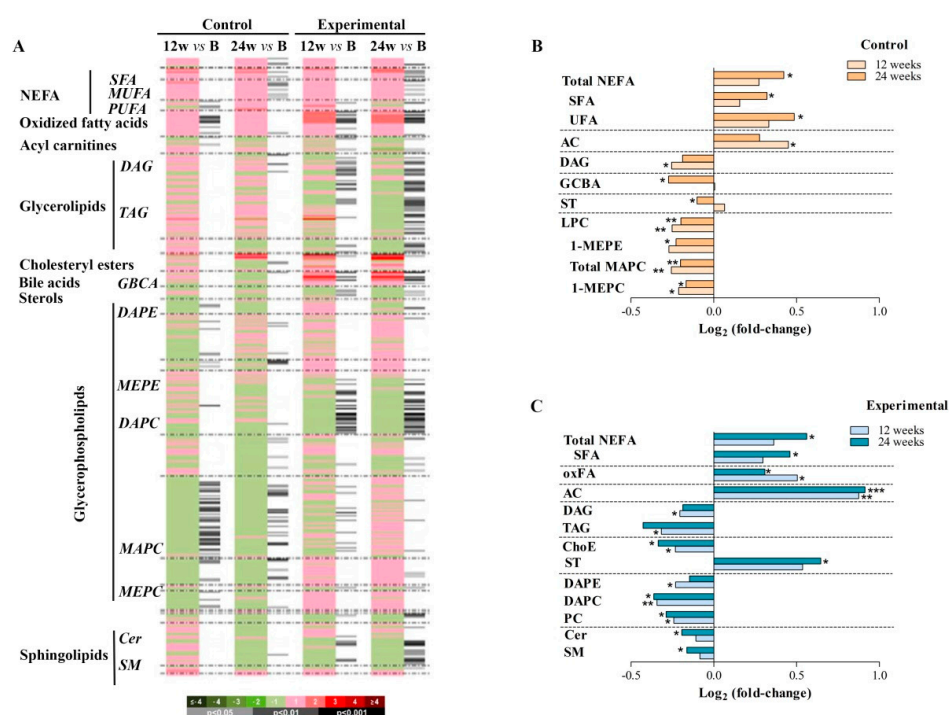 A
Control
Experimental
12w vs B 24w vs B 12w vs B 24w vs B
NEFA
SFA
MUFA
PUFA
Oxidized fatty acids
Acyl carnitines
Glycerolipids
DAG
TAG
Cholesteryl esters
Bile acids GBCA
Sterols
Glycerophospholipids
DAPE
MEPE
DAPC
MAPC
MEPC
Sphingolipids
Cer
SM
≤-4 -4 -3 -2 -1 1 2 3 4 ≥4
p<0.05 p<0.01 p<0.001
B
Control
12 weeks
24 weeks
Total NEFA *
SFA *
UFA *
AC *
DAG *
GCBA *
ST *
LPC ** **
1-MEPE *
Total MAPC ** **
1-MEPC * *
-0.5 0.0 0.5 1.0
Log2 (fold-change)
C
Experimental
12 weeks
24 weeks
Total NEFA *
SFA *
oxFA * *
AC *** **
DAG *
TAG *
ChoE * *
ST *
DAPE *
DAPC * **
PC * *
Cer *
SM *
-0.5 0.0 0.5 1.0
Log2 (fold-change)